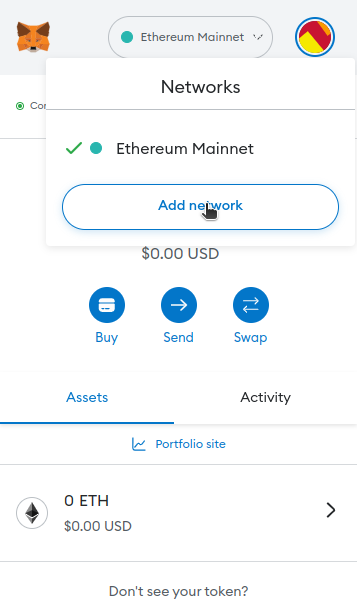 Ethereum Mainnet
Networks
Ethereum Mainnet
Add network
$0.00 USD
Buy
Send
Swap
Assets
Activity
Portfolio site
0 ETH
$0.00 USD
Don't see your token?